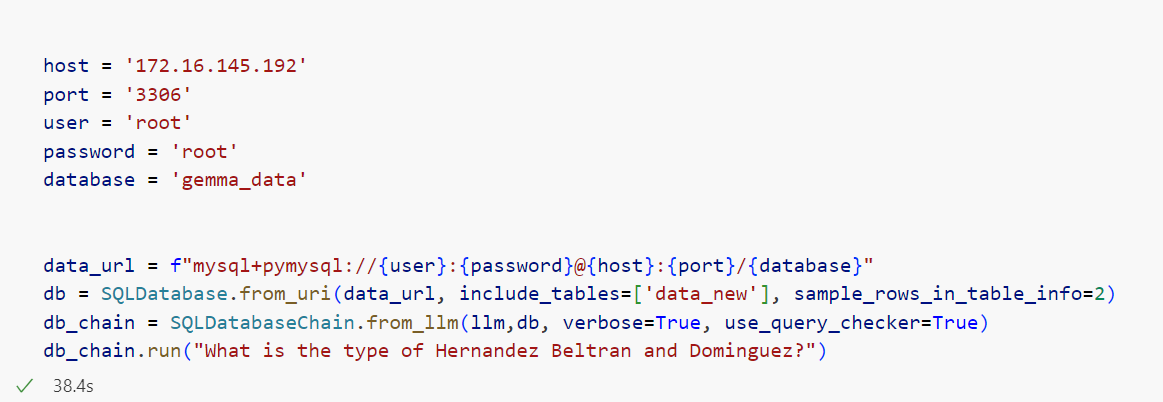 host = '172.16.145.192'
port = '3306'
user = 'root'
password = 'root'
database = 'gemma_data'
data_url = f"mysql+pymysql://{user}:{password}@{host}:{port}/{database}"
db = SQLDatabase.from_uri(data_url, include_tables=['data_new'], sample_rows_in_table_info=2)
db_chain = SQLDatabaseChain.from_llm(llm,db, verbose=True, use_query_checker=True)
db_chain.run("What is the type of Hernandez Beltran and Dominguez?")
38.4s